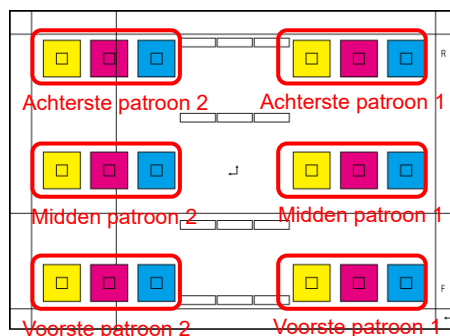 R
Achterste patroon 2
Achterste patroon 1
Midden patroon 2
Midden patroon 1
F
Voorste patroon 2
Voorste patroon 1